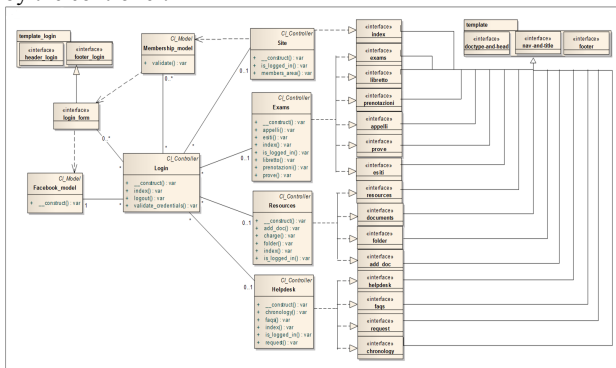 template_login
«interface»
header_login
«interface»
footer_login
CI_Model
Membership_model
+ validate() : var
«interface»
login_form
CI_Model
Facebook_model
+ __construct() : var
CI_Controller
Login
+ __construct() : var
+ index() : var
+ logout() : var
+ validate_credentials() : var
CI_Controller
Site
+ __construct() : var
+ is_logged_in() : var
+ members_area() : var
CI_Controller
Exams
+ __construct() : var
+ appelli() : var
+ esiti() : var
+ index() : var
+ is_logged_in() : var
+ libretto() : var
+ prenotazioni() : var
+ prove() : var
CI_Controller
Resources
+ __construct() : var
+ add_doc() : var
+ charge() : var
+ folder() : var
+ index() : var
+ is_logged_in() : var
CI_Controller
Helpdesk
+ __construct() : var
+ chronology() : var
+ faqs() : var
+ index() : var
+ is_logged_in() : var
+ request() : var
«interface»
index
«interface»
exams
«interface»
libretto
«interface»
prenotazioni
«interface»
appelli
«interface»
prove
«interface»
esiti
«interface»
resources
«interface»
documents
«interface»
folder
«interface»
add_doc
«interface»
helpdesk
«interface»
faqs
«interface»
request
«interface»
chronology
template
«interface»
doctype-and-head
«interface»
nav-and-title
«interface»
footer
0..*
0..*
1
*
*
*
*
*
0..1
0..1
0..1
0..1